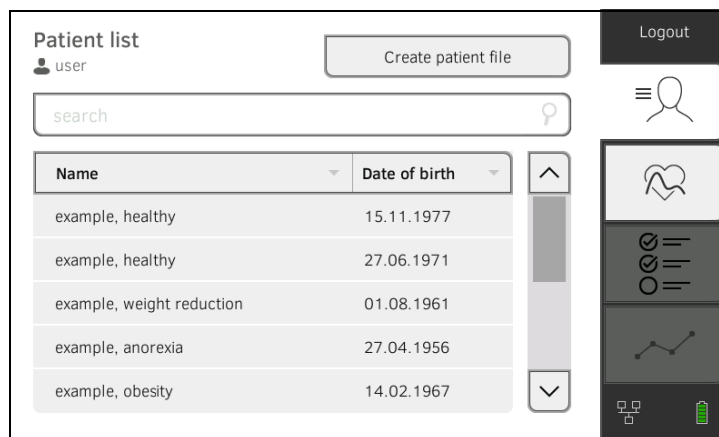 Patient list
user
Create patient file
Logout
search
Name Date of birth
example, healthy 15.11.1977
example, healthy 27.06.1971
example, weight reduction 01.08.1961
example, anorexia 27.04.1956
example, obesity 14.02.1967